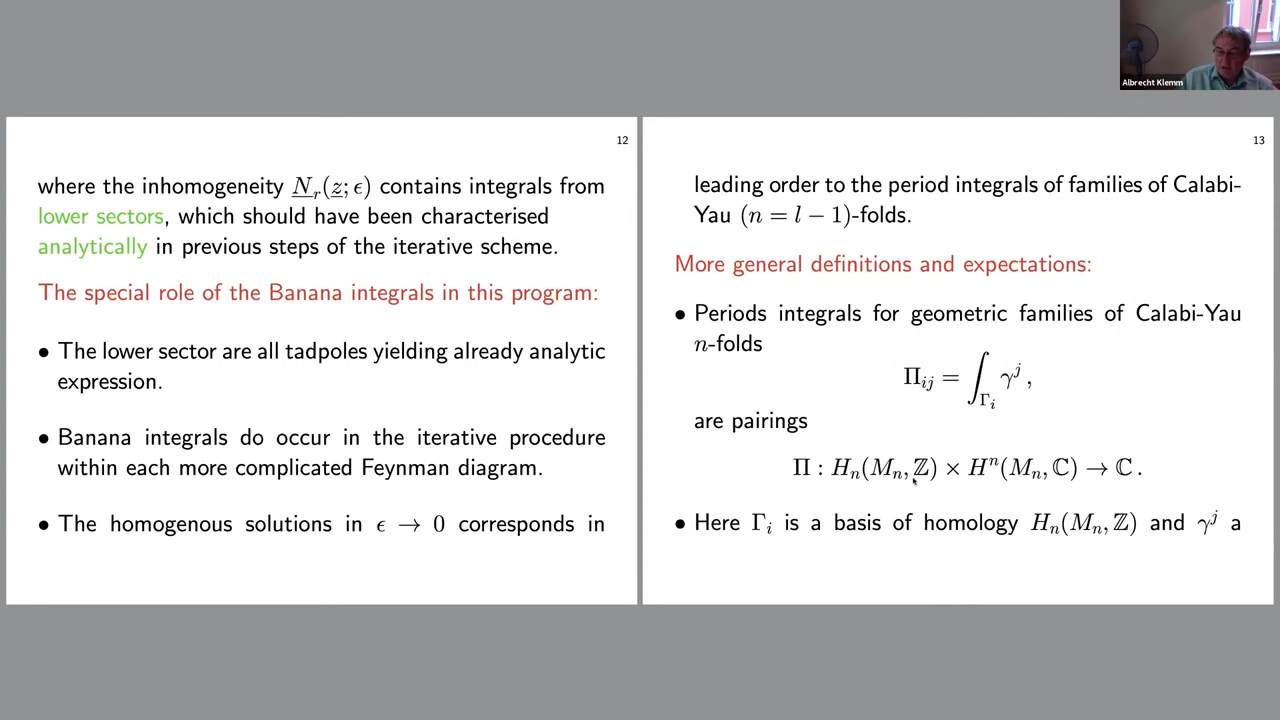 Albrecht Klemm
12
where the inhomogeneity N_r(z; ϵ) contains integrals from
lower sectors, which should have been characterised
analytically in previous steps of the iterative scheme.
The special role of the Banana integrals in this program:
• The lower sector are all tadpoles yielding already analytic
expression.
• Banana integrals do occur in the iterative procedure
within each more complicated Feynman diagram.
• The homogenous solutions in ϵ → 0 corresponds in
13
leading order to the period integrals of families of Calabi-
Yau (n = l − 1)-folds.
More general definitions and expectations:
• Periods integrals for geometric families of Calabi-Yau
n-folds
Π_ij = ∫_Γ_i γ^j ,
are pairings
Π : H_n(M_n, ℤ) × H^n(M_n, ℂ) → ℂ .
• Here Γ_i is a basis of homology H_n(M_n, ℤ) and γ^j a